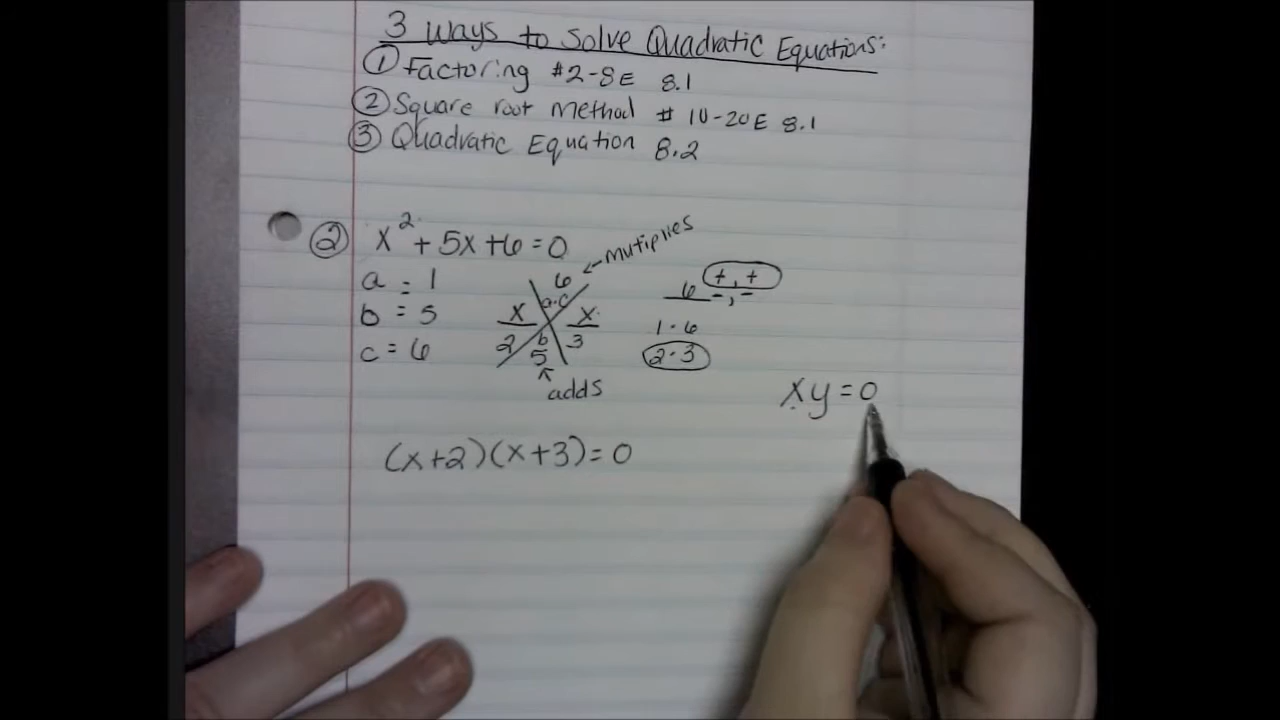 3 Ways to Solve Quadratic Equations:
① Factoring #2-8E 8.1
② Square root Method # 10-20E 8.1
③ Quadratic Equation 8.2
② x² + 5x + 6 = 0
a = 1
b = 5
c = 6
6 ← mutiplies
a·c
x x
2 b 3
5
↑
adds
6 +, +
-, -
1 · 6
2 · 3
xy = 0
(x+2)(x+3) = 0